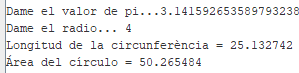 Dame el valor de pi...3.141592653589793238
Dame el radio... 4
Longitud de la circunferència = 25.132742
Área del círculo = 50.265484